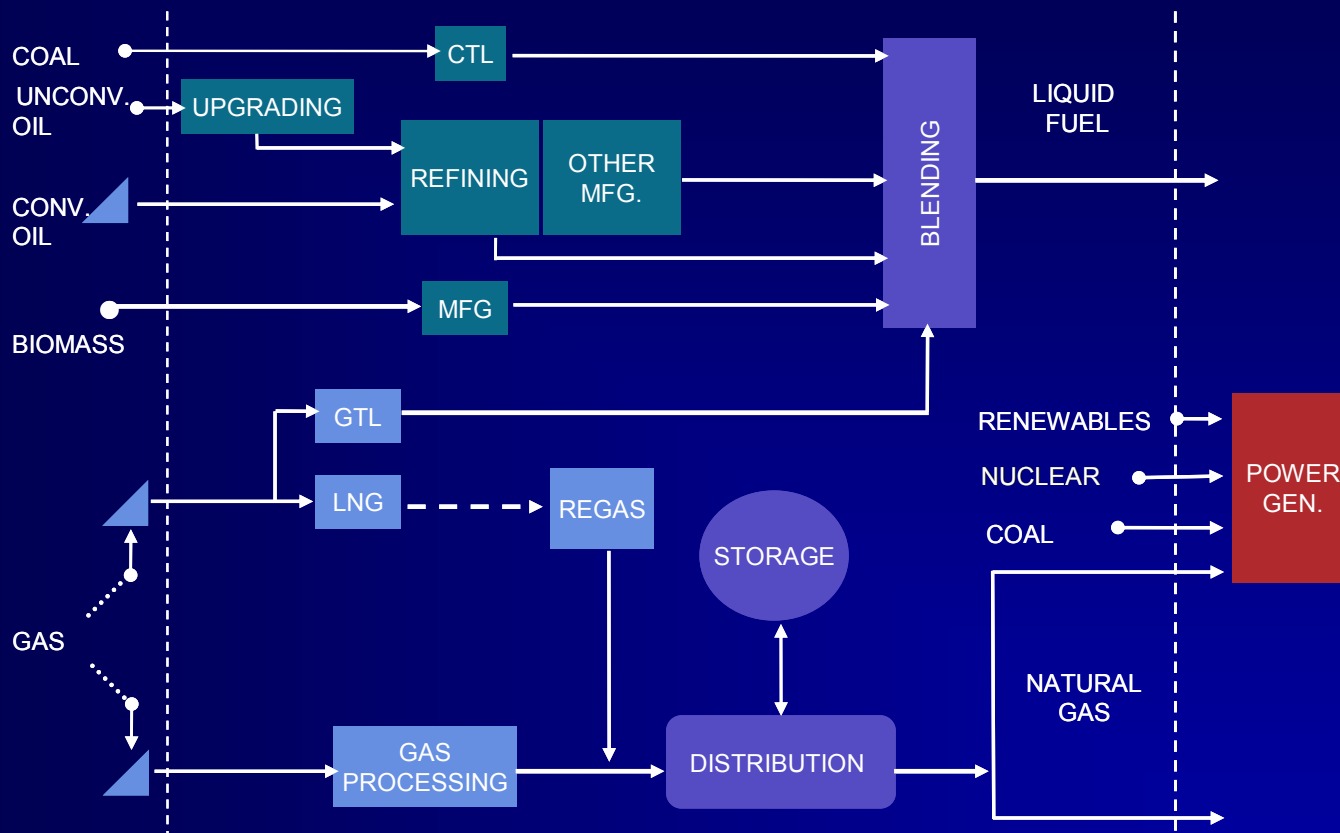 COAL
CTL
UNCONV.
OIL
UPGRADING
LIQUID
FUEL
BLENDING
REFINING
OTHER
MFG.
CONV.
OIL
MFG
BIOMASS
GTL
RENEWABLES
LNG
REGAS
NUCLEAR
POWER
GEN.
COAL
STORAGE
GAS
NATURAL
GAS
GAS
PROCESSING
DISTRIBUTION